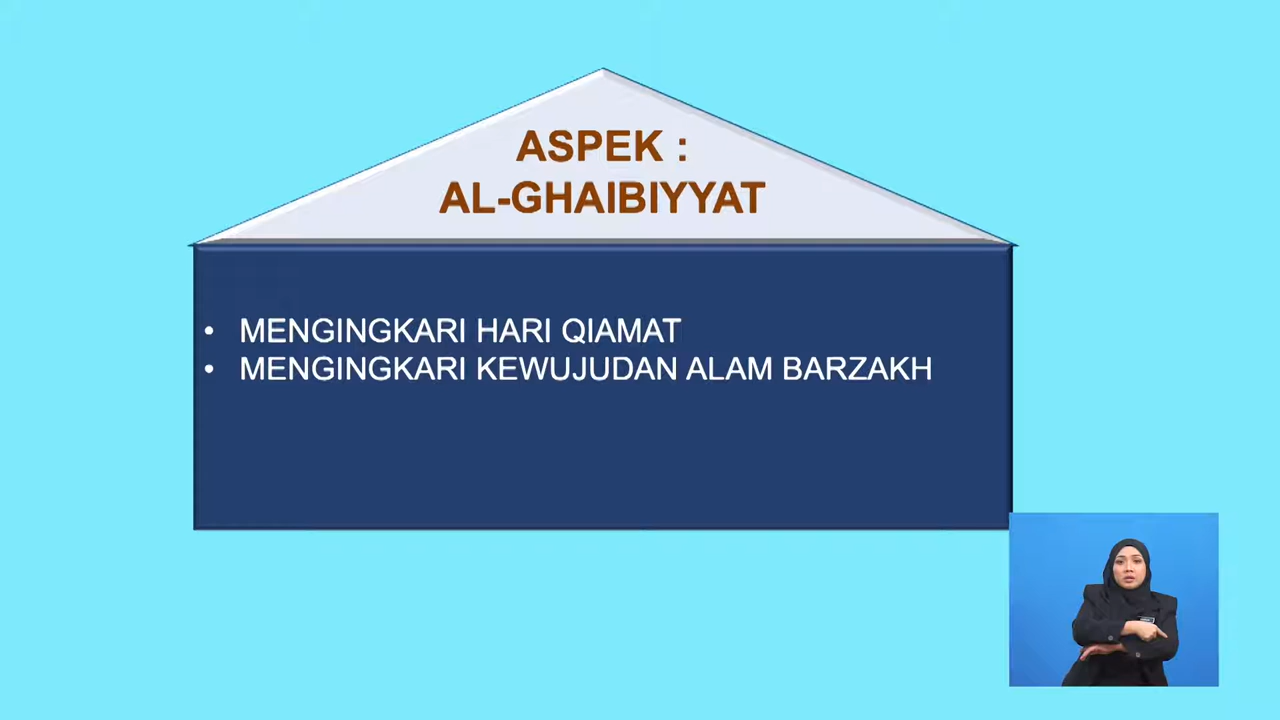 ASPEK :
AL-GHAIBIYYAT
• MENGINGKARI HARI QIAMAT
• MENGINGKARI KEWUJUDAN ALAM BARZAKH